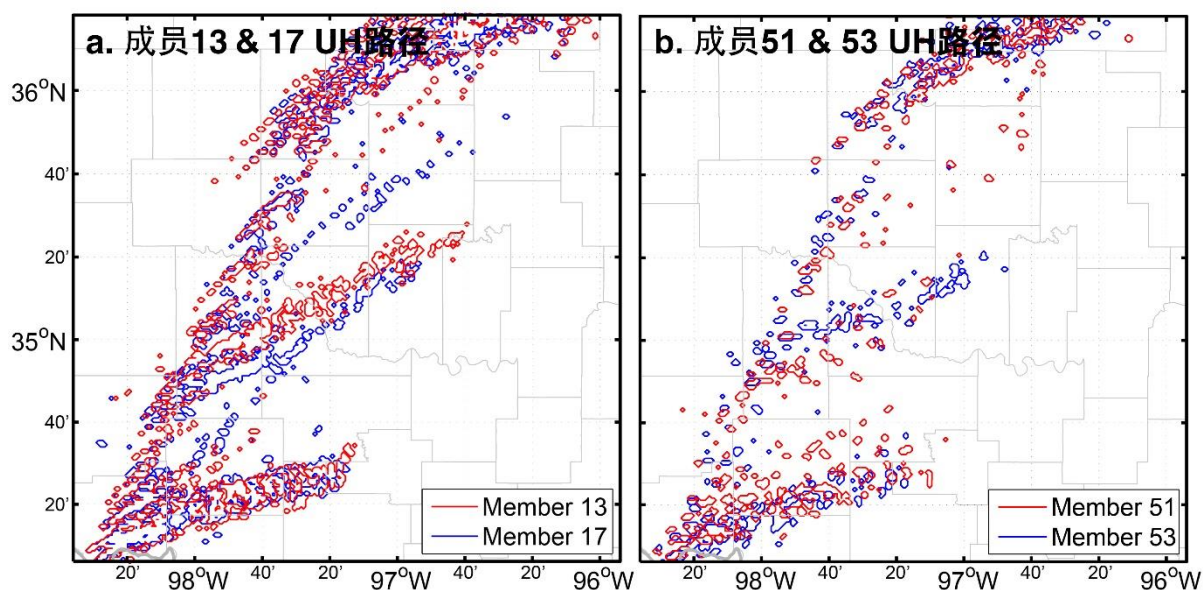 a. 成员13 & 17 UH路径
b. 成员51 & 53 UH路径
36°N
40'
20'
35°N
40'
20'
Member 13
Member 17
Member 51
Member 53
20' 98°W 40' 20' 97°W 40' 20' 96°W
20' 98°W 40' 20' 97°W 40' 20' 96°W